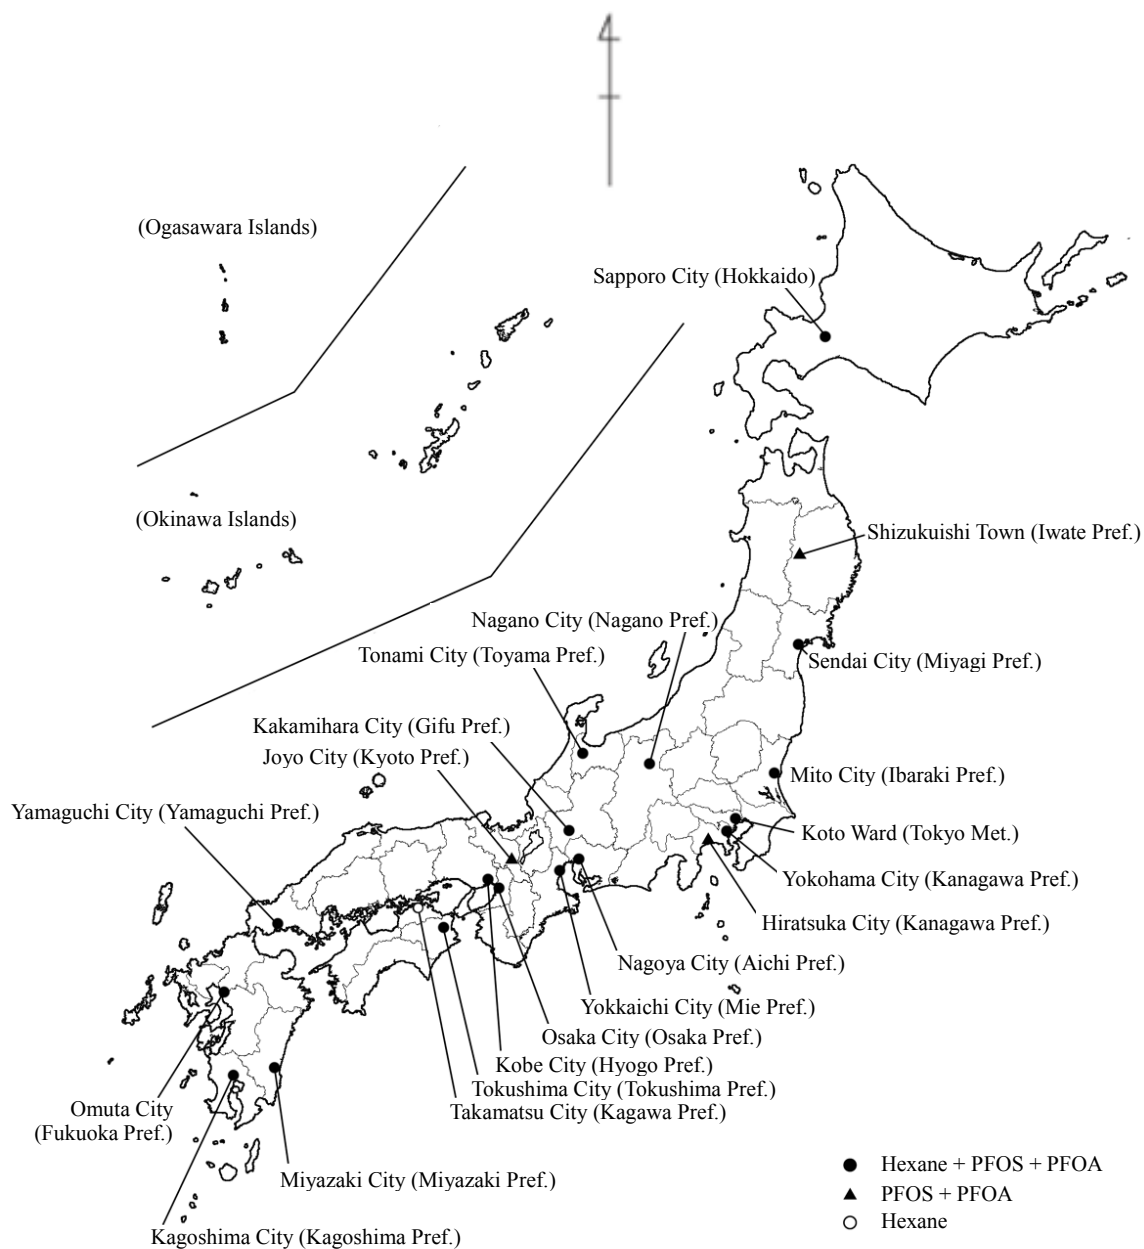 (Ogasawara Islands)
Sapporo City (Hokkaido)
(Okinawa Islands)
Shizukuishi Town (Iwate Pref.)
Nagano City (Nagano Pref.)
Tonami City (Toyama Pref.)
Sendai City (Miyagi Pref.)
Kakamihara City (Gifu Pref.)
Joyo City (Kyoto Pref.)
Mito City (Ibaraki Pref.)
Yamaguchi City (Yamaguchi Pref.)
Koto Ward (Tokyo Met.)
Yokohama City (Kanagawa Pref.)
Hiratsuka City (Kanagawa Pref.)
Nagoya City (Aichi Pref.)
Yokkaichi City (Mie Pref.)
Osaka City (Osaka Pref.)
Kobe City (Hyogo Pref.)
Tokushima City (Tokushima Pref.)
Takamatsu City (Kagawa Pref.)
Omuta City
(Fukuoka Pref.)
Miyazaki City (Miyazaki Pref.)
Kagoshima City (Kagoshima Pref.)
Hexane + PFOS + PFOA
PFOS + PFOA
Hexane